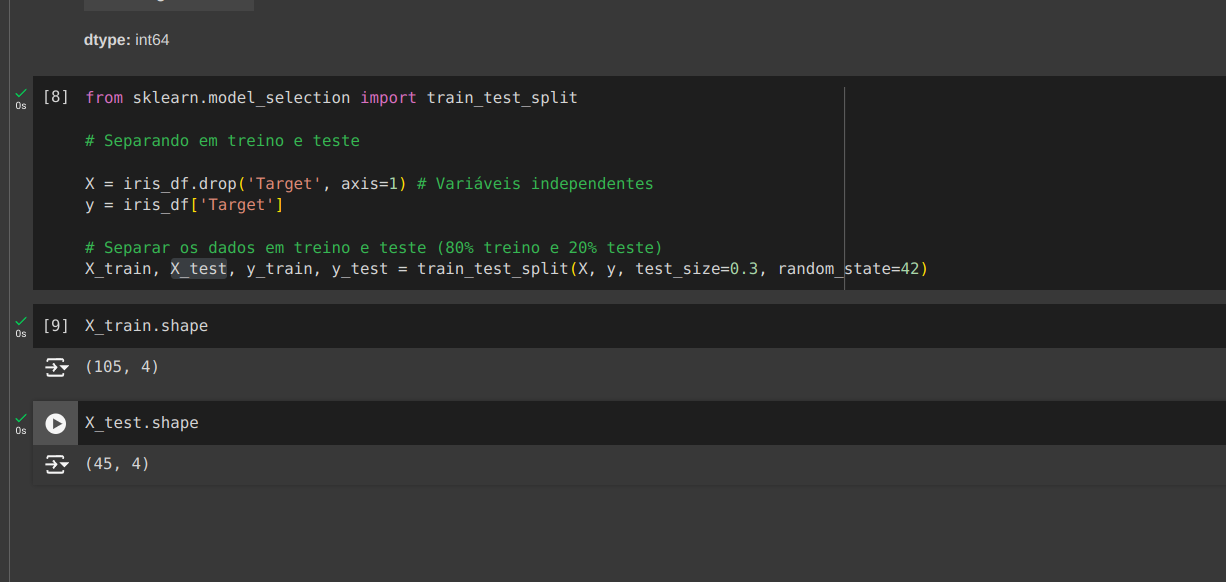 dtype: int64
[8] from sklearn.model_selection import train_test_split
0s
# Separando em treino e teste
X = iris_df.drop('Target', axis=1) # Variáveis independentes
y = iris_df['Target']
# Separar os dados em treino e teste (80% treino e 20% teste)
X_train, X_test, y_train, y_test = train_test_split(X, y, test_size=0.3, random_state=42)
[9] X_train.shape
0s
(105, 4)
X_test.shape
0s
(45, 4)